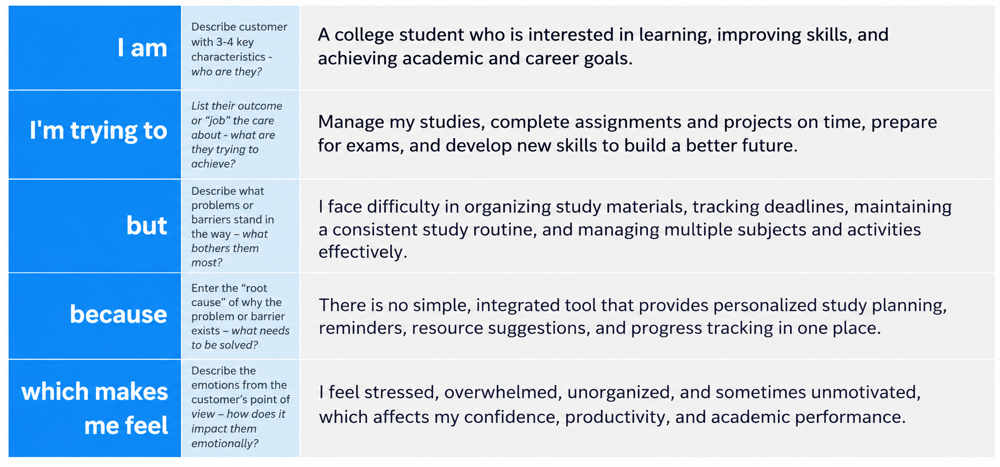 I am
Describe customer
with 3-4 key
characteristics -
who are they?
A college student who is interested in learning, improving skills, and
achieving academic and career goals.
I'm trying to
List their outcome
or “job” the care
about - what are
they trying to
achieve?
Manage my studies, complete assignments and projects on time, prepare
for exams, and develop new skills to build a better future.
but
Describe what
problems or
barriers stand in
the way – what
bothers them
most?
I face difficulty in organizing study materials, tracking deadlines, maintaining
a consistent study routine, and managing multiple subjects and activities
effectively.
because
Enter the “root
cause” of why the
problem or barrier
exists – what needs
to be solved?
There is no simple, integrated tool that provides personalized study planning,
reminders, resource suggestions, and progress tracking in one place.
which makes
me feel
Describe the
emotions from the
customer’s point of
view – how does it
impact them
emotionally?
I feel stressed, overwhelmed, unorganized, and sometimes unmotivated,
which affects my confidence, productivity, and academic performance.